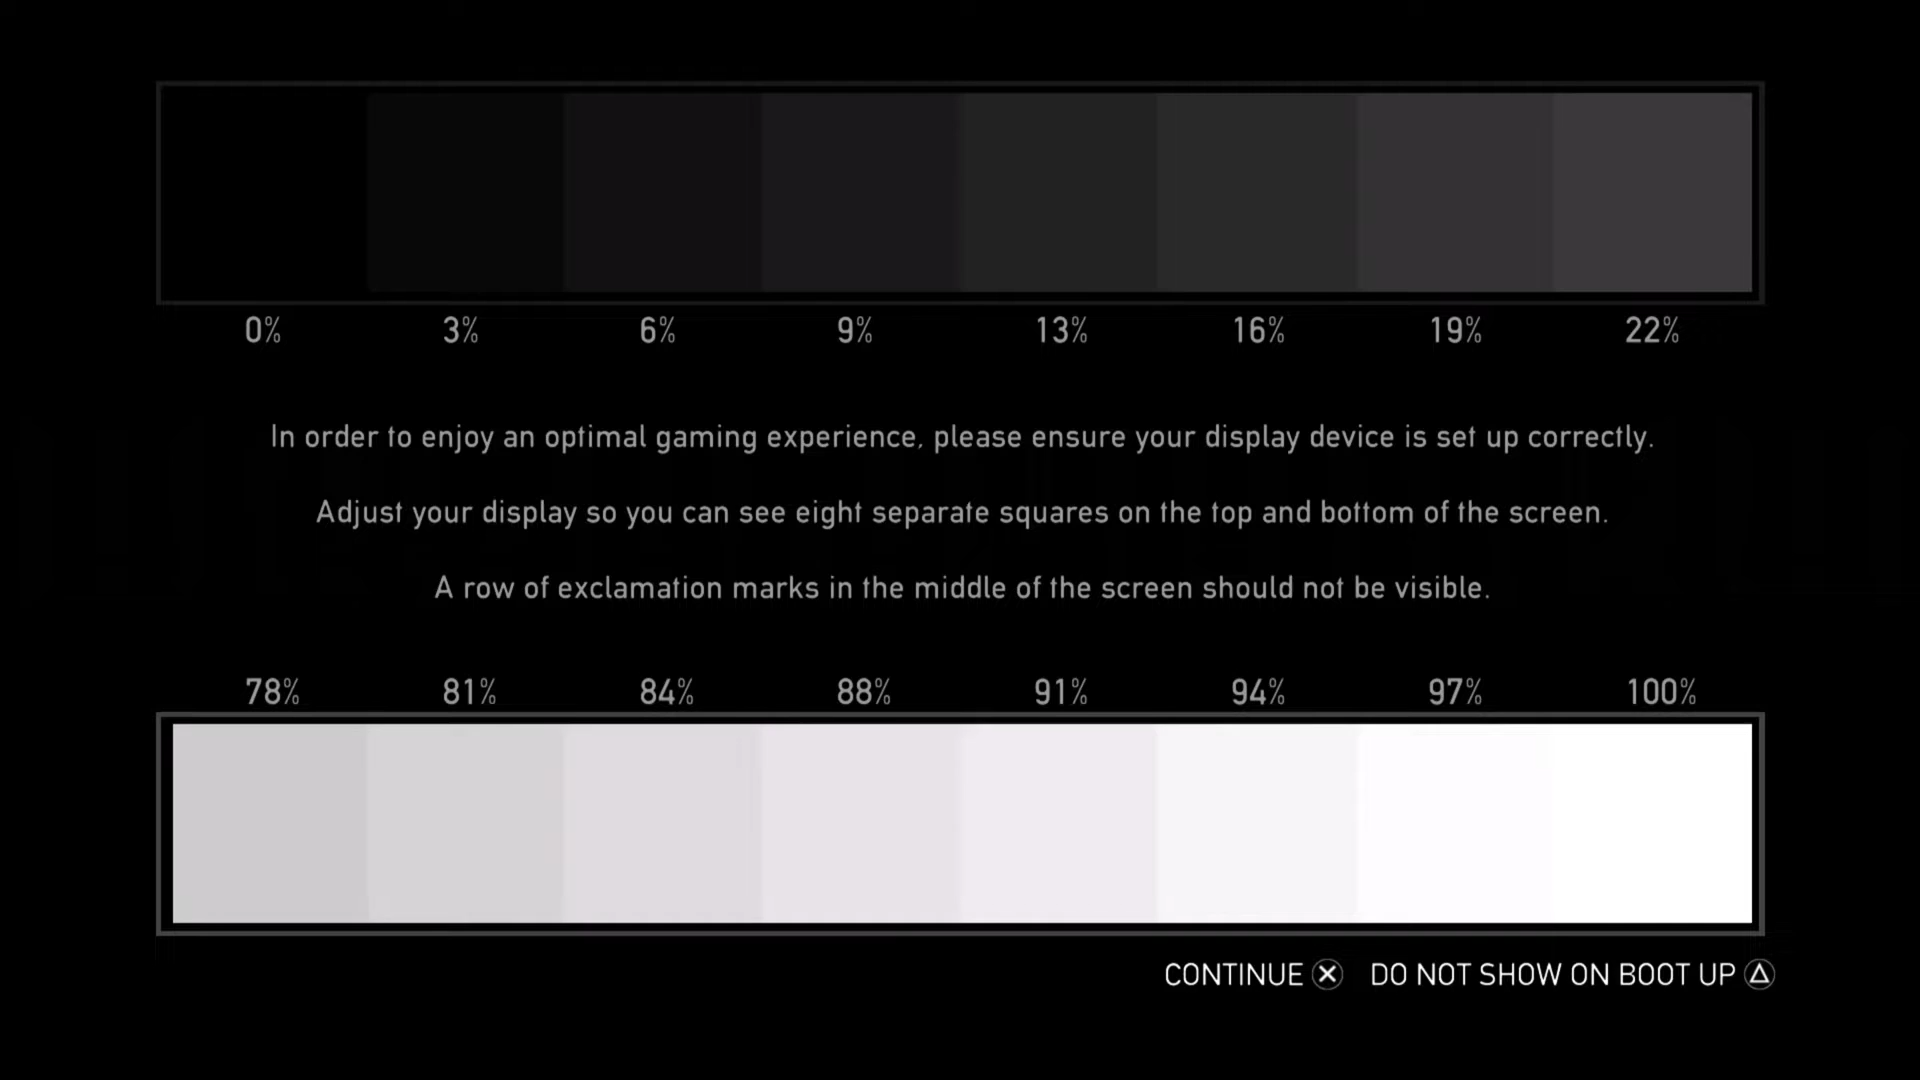 0% 3% 6% 9% 13% 16% 19% 22%
In order to enjoy an optimal gaming experience, please ensure your display device is set up correctly.
Adjust your display so you can see eight separate squares on the top and bottom of the screen.
A row of exclamation marks in the middle of the screen should not be visible.
78% 81% 84% 88% 91% 94% 97% 100%
CONTINUE DO NOT SHOW ON BOOT UP